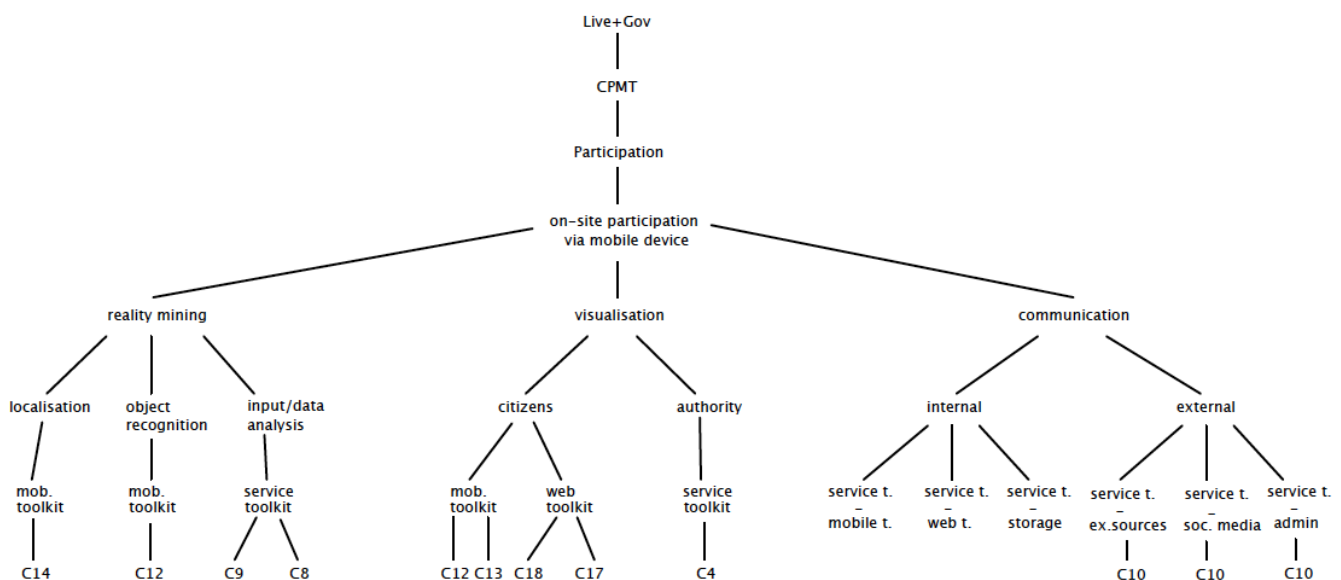 Live+Gov
CPMT
Participation
on-site participation
via mobile device
reality mining
visualisation
communication
localisation
object
recognition
input/data
analysis
citizens
authority
internal
external
mob.
toolkit
mob.
toolkit
service
toolkit
mob.
toolkit
web
toolkit
service
toolkit
service t.
–
mobile t.
service t.
–
web t.
service t.
–
storage
service t.
–
ex.sources
service t.
–
soc. media
service t.
–
admin
C14
C12
C9
C8
C12
C13
C18
C17
C4
C10
C10
C10